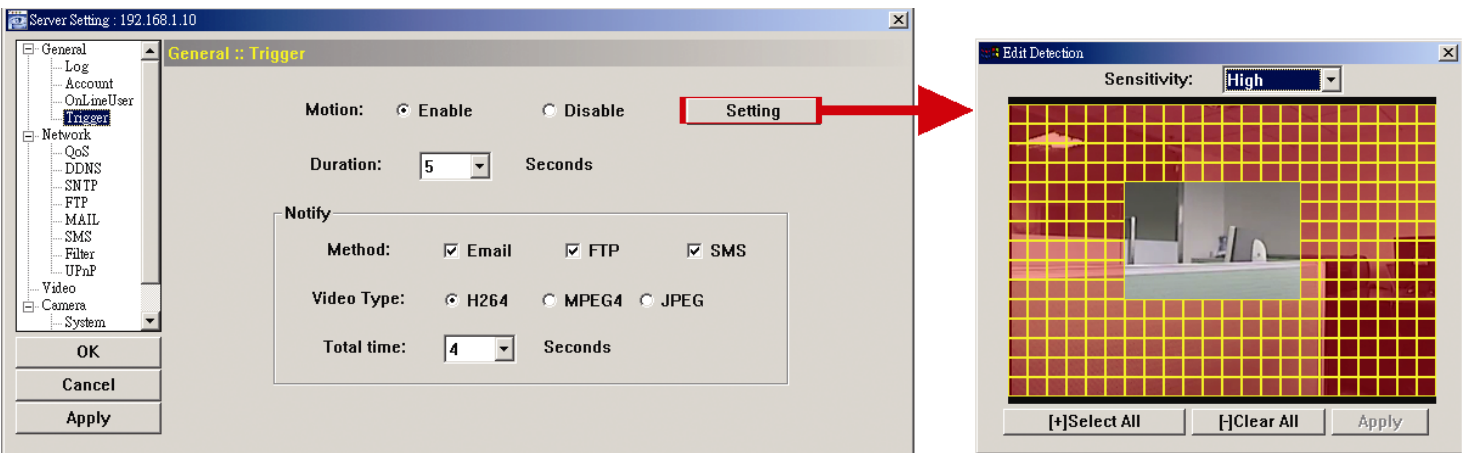 Server Setting : 192.168.1.10
General
Log
Account
OnLineUser
Trigger
Network
QoS
DDNS
SNTP
FTP
MAIL
SMS
Filter
UPnP
Video
Camera
System
OK
Cancel
Apply
General :: Trigger
Motion: Enable Disable Setting
Duration: 5 Seconds
Notify
Method: Email FTP SMS
Video Type: H264 MPEG4 JPEG
Total time: 4 Seconds
Edit Detection
Sensitivity: High
[+]Select All [-]Clear All Apply